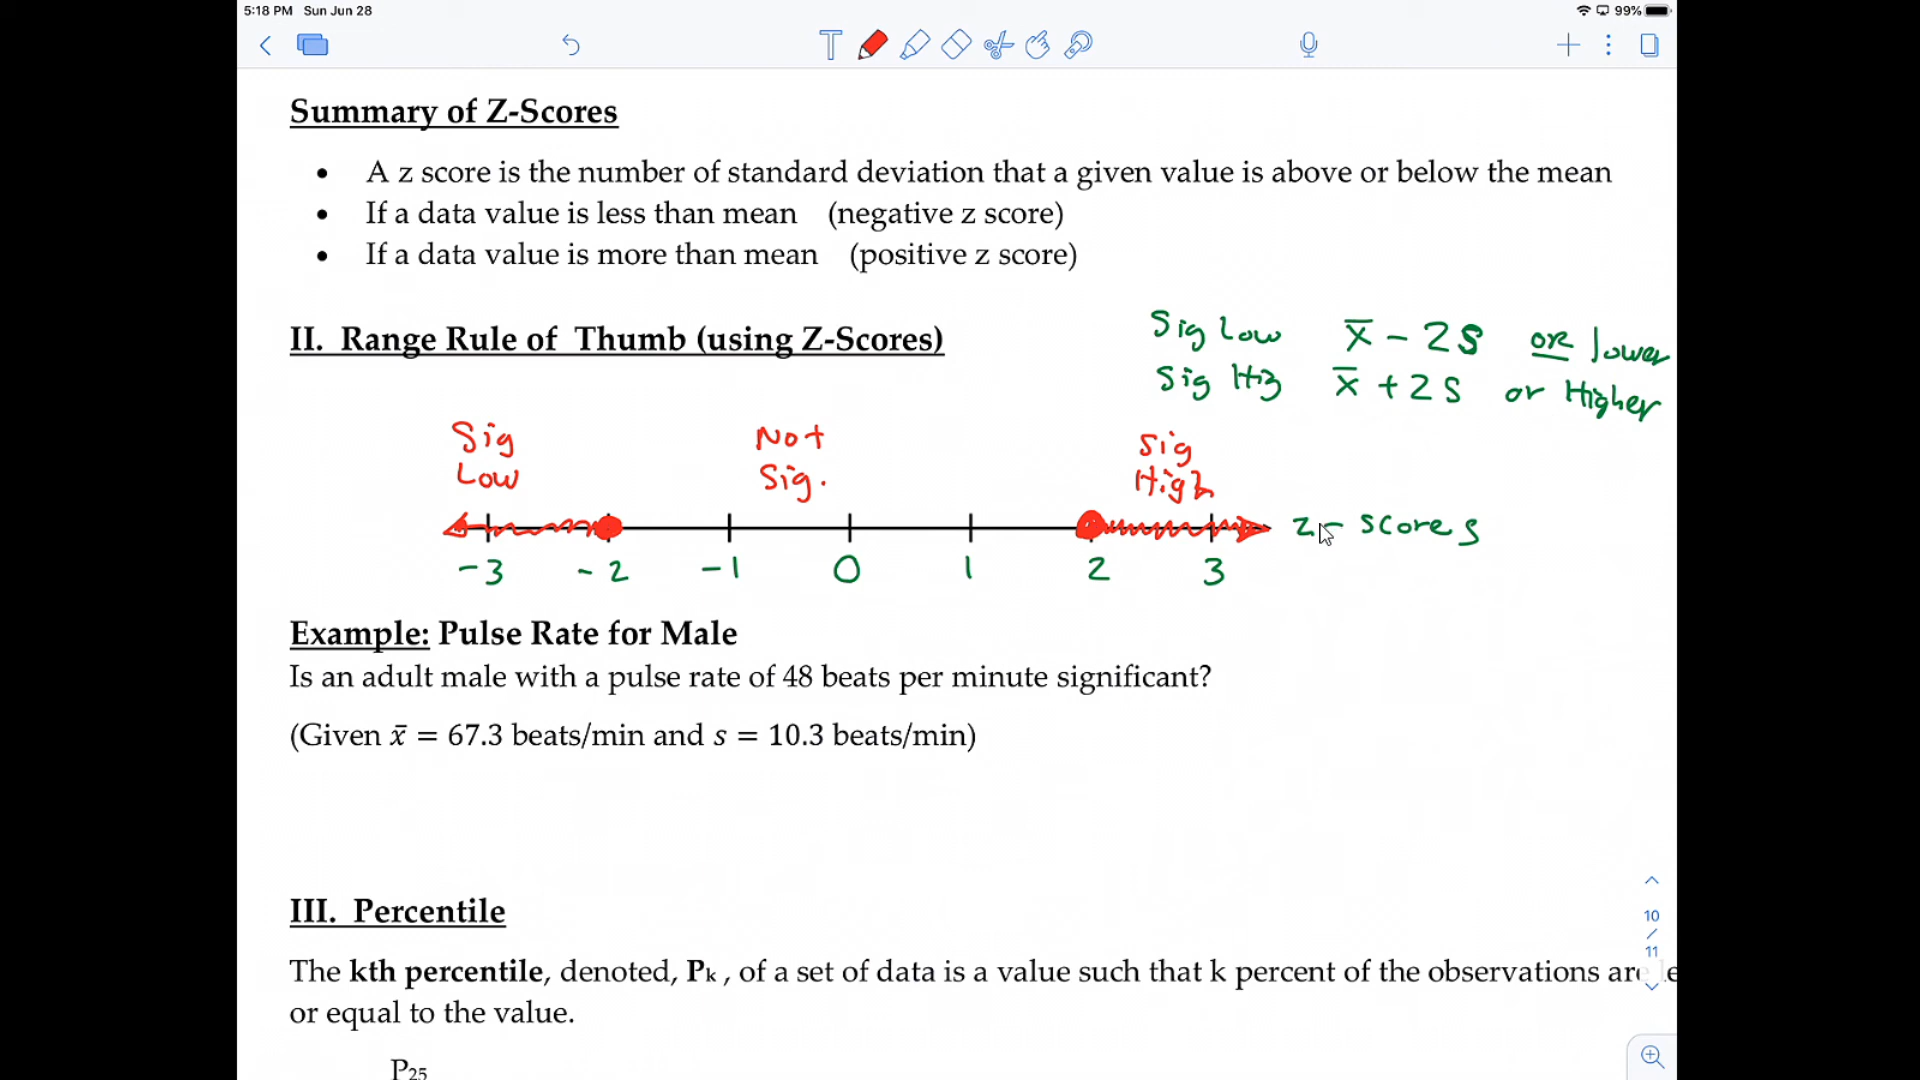 5:18 PM Sun Jun 28
99%
Summary of Z-Scores
• A z score is the number of standard deviation that a given value is above or below the mean
• If a data value is less than mean (negative z score)
• If a data value is more than mean (positive z score)
II. Range Rule of Thumb (using Z-Scores)
Sig Low x̄ - 2s or lower
Sig Hig x̄ + 2s or Higher
Sig Low
Not Sig.
Sig High
z- scores
-3 -2 -1 0 1 2 3
Example: Pulse Rate for Male
Is an adult male with a pulse rate of 48 beats per minute significant?
(Given x̄ = 67.3 beats/min and s = 10.3 beats/min)
III. Percentile
10
/
11
The kth percentile, denoted, Pk , of a set of data is a value such that k percent of the observations are le
or equal to the value.
P25